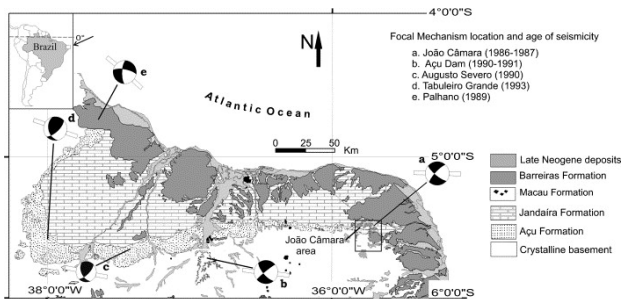 4°0'0"S
Brazil
0°
N
Focal Mechanism location and age of seismicity
a. João Câmara (1986-1987)
b. Açu Dam (1990-1991)
c. Augusto Severo (1990)
d. Tabuleiro Grande (1993)
e. Palhano (1989)
e
Atlantic Ocean
d
0 25 50
Km
a
5°0'0"S
Late Neogene deposits
Barreiras Formation
Macau Formation
Jandaíra Formation
Açu Formation
Crystalline basement
João Câmara
area
c
b
38°0'0"W
36°0'0"W
6°0'0"S